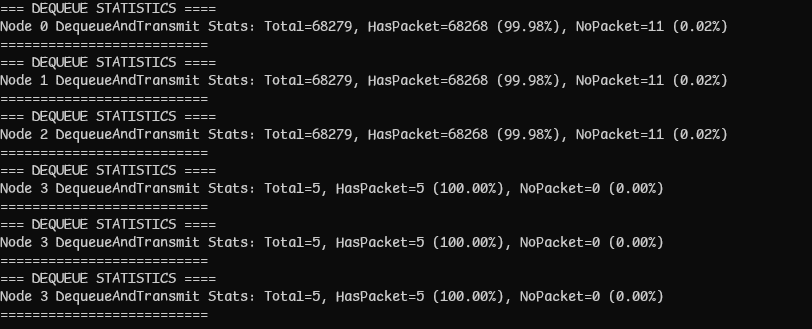 === DEQUEUE STATISTICS ====
Node 0 DequeueAndTransmit Stats: Total=68279, HasPacket=68268 (99.98%), NoPacket=11 (0.02%)
==========================
=== DEQUEUE STATISTICS ====
Node 1 DequeueAndTransmit Stats: Total=68279, HasPacket=68268 (99.98%), NoPacket=11 (0.02%)
==========================
=== DEQUEUE STATISTICS ====
Node 2 DequeueAndTransmit Stats: Total=68279, HasPacket=68268 (99.98%), NoPacket=11 (0.02%)
==========================
=== DEQUEUE STATISTICS ====
Node 3 DequeueAndTransmit Stats: Total=5, HasPacket=5 (100.00%), NoPacket=0 (0.00%)
==========================
=== DEQUEUE STATISTICS ====
Node 3 DequeueAndTransmit Stats: Total=5, HasPacket=5 (100.00%), NoPacket=0 (0.00%)
==========================
=== DEQUEUE STATISTICS ====
Node 3 DequeueAndTransmit Stats: Total=5, HasPacket=5 (100.00%), NoPacket=0 (0.00%)
==========================